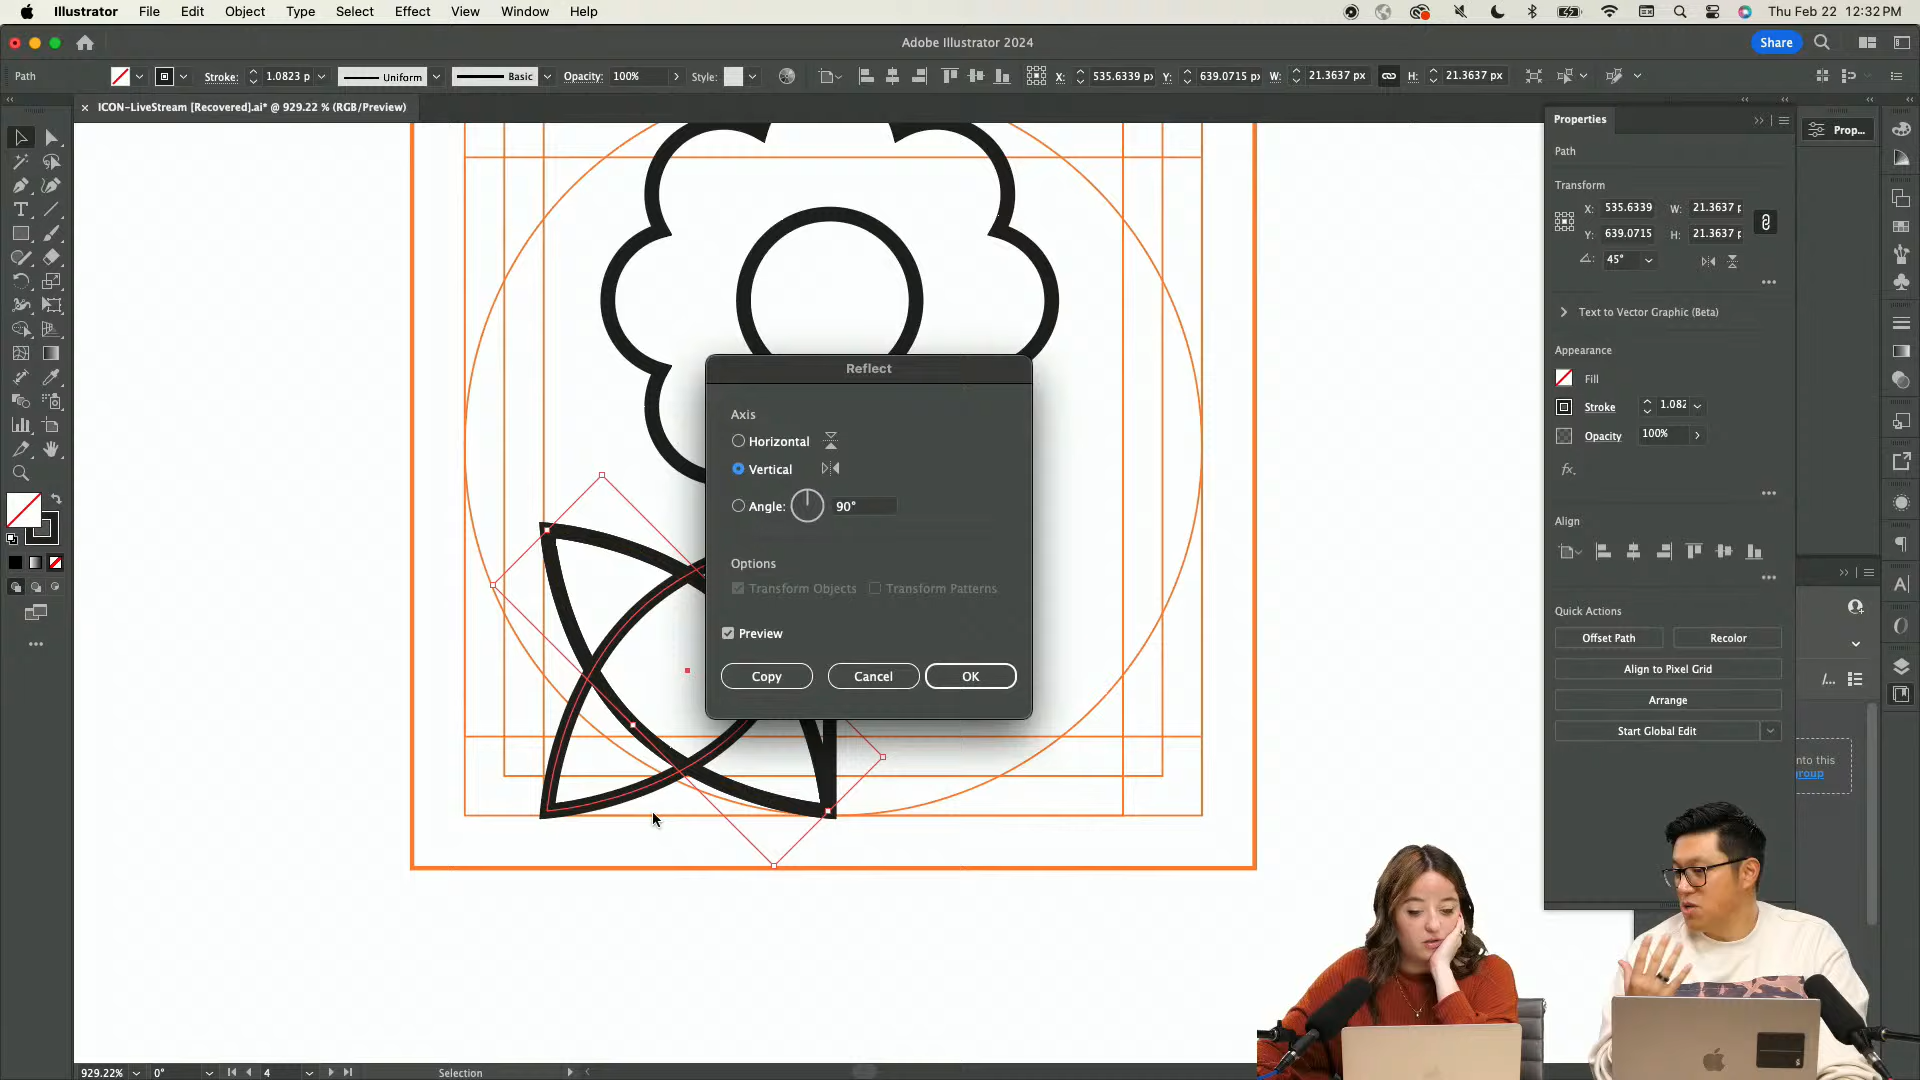 Illustrator File Edit Object Type Select Effect View Window Help Thu Feb 22 12:32 PM
Adobe Illustrator 2024
Share
Path Stroke: 1.0823 p Uniform Basic Opacity: 100% Style: X: 535.6339 px Y: 639.0715 px W: 21.3637 px H: 21.3637 px
× ICON-LiveStream [Recovered].ai* @ 929.22 % (RGB/Preview)
Properties
Prop...
Path
Transform
X: 535.6339 W: 21.3637 p
Y: 639.0715 H: 21.3637 p
45°
Text to Vector Graphic (Beta)
Appearance
Fill
Stroke 1.082
Opacity 100%
fx.
Align
Quick Actions
Offset Path Recolor
Align to Pixel Grid
Arrange
Start Global Edit
nto this
group
Reflect
Axis
Horizontal
Vertical
Angle: 90°
Options
Transform Objects Transform Patterns
Preview
Copy Cancel OK
929.22% 0° 4 Selection